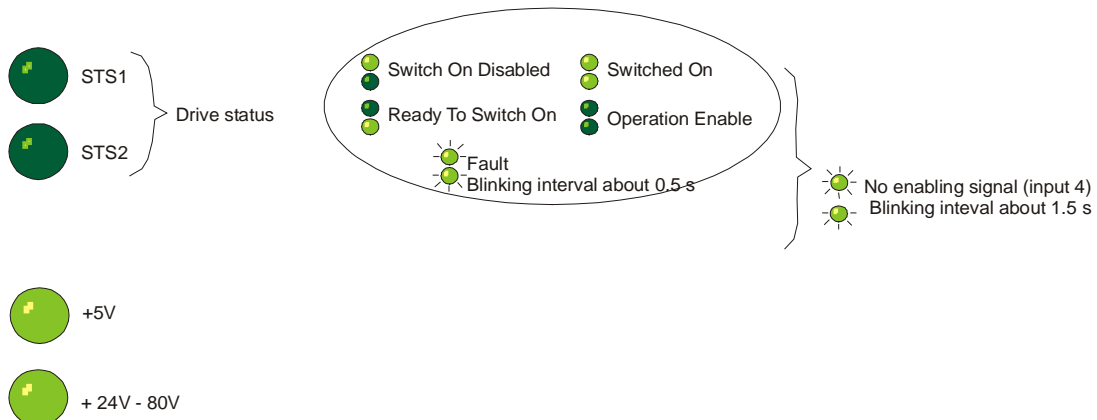 STS1
STS2
Drive status
Switch On Disabled
Switched On
Ready To Switch On
Operation Enable
Fault
Blinking interval about 0.5 s
No enabling signal (input 4)
Blinking inteval about 1.5 s
+5V
+ 24V - 80V